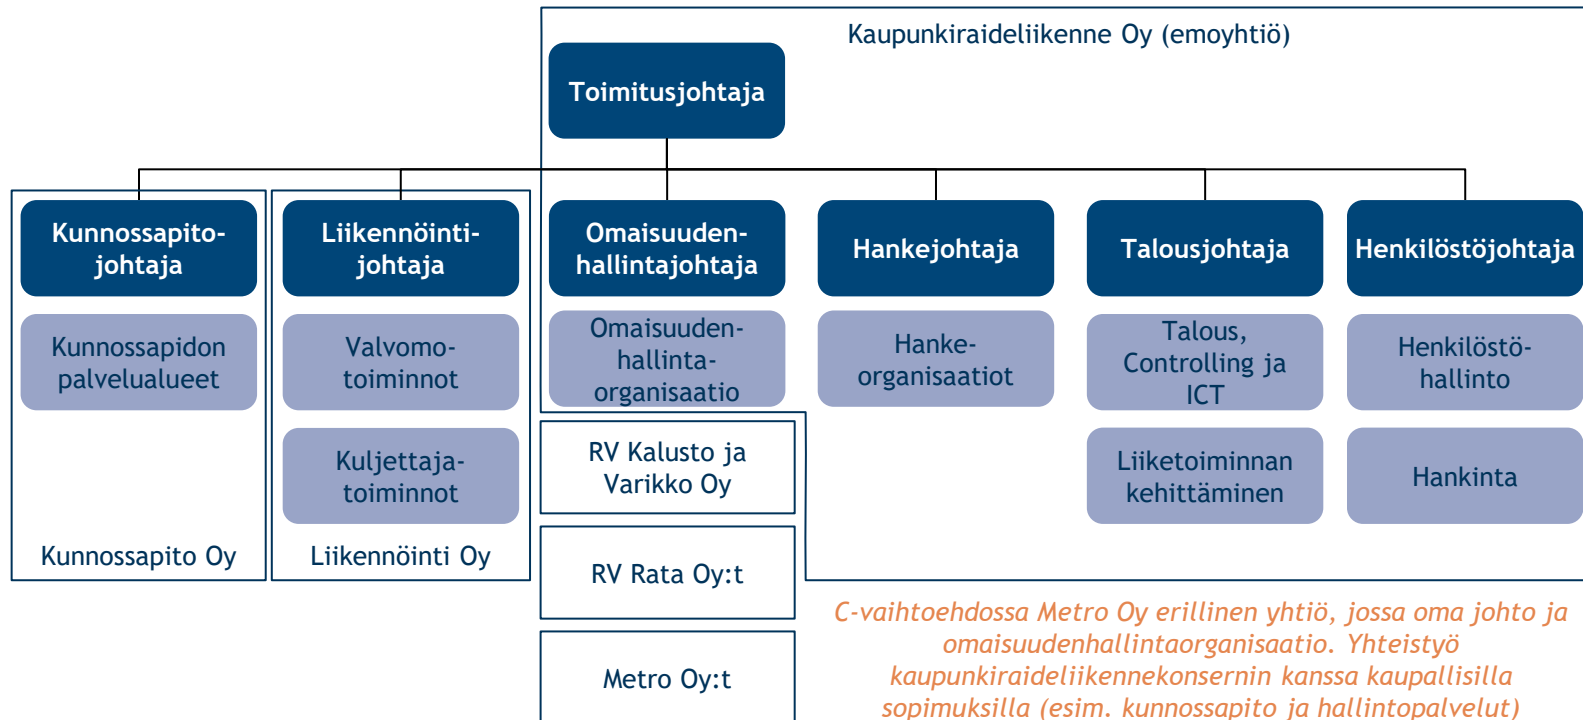 Kaupunkiraideliikenne Oy (emoyhtiö)
Toimitusjohtaja
Kunnossapito-
johtaja
Liikennöinti-
johtaja
Omaisuuden-
hallintajohtaja
Hankejohtaja
Talousjohtaja
Henkilöstöjohtaja
Kunnossapidon
palvelualueet
Valvomo-
toiminnot
Omaisuuden-
hallinta-
organisaatio
Hanke-
organisaatiot
Talous,
Controlling ja
ICT
Henkilöstö-
hallinto
Kuljettaja-
toiminnot
RV Kalusto ja
Varikko Oy
Liiketoiminnan
kehittäminen
Hankinta
Kunnossapito Oy
Liikennöinti Oy
RV Rata Oy:t
Metro Oy:t
C-vaihtoehdossa Metro Oy erillinen yhtiö, jossa oma johto ja
omaisuudenhallintaorganisaatio. Yhteistyö
kaupunkiraideliikennekonsernin kanssa kaupallisilla
sopimuksilla (esim. kunnossapito ja hallintopalvelut)